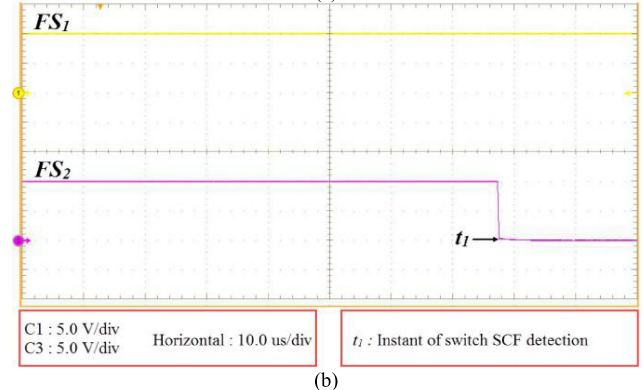 FS1
1
FS2
t1
C1 : 5.0 V/div
C3 : 5.0 V/div
Horizontal : 10.0 us/div
t1 : Instant of switch SCF detection
(b)